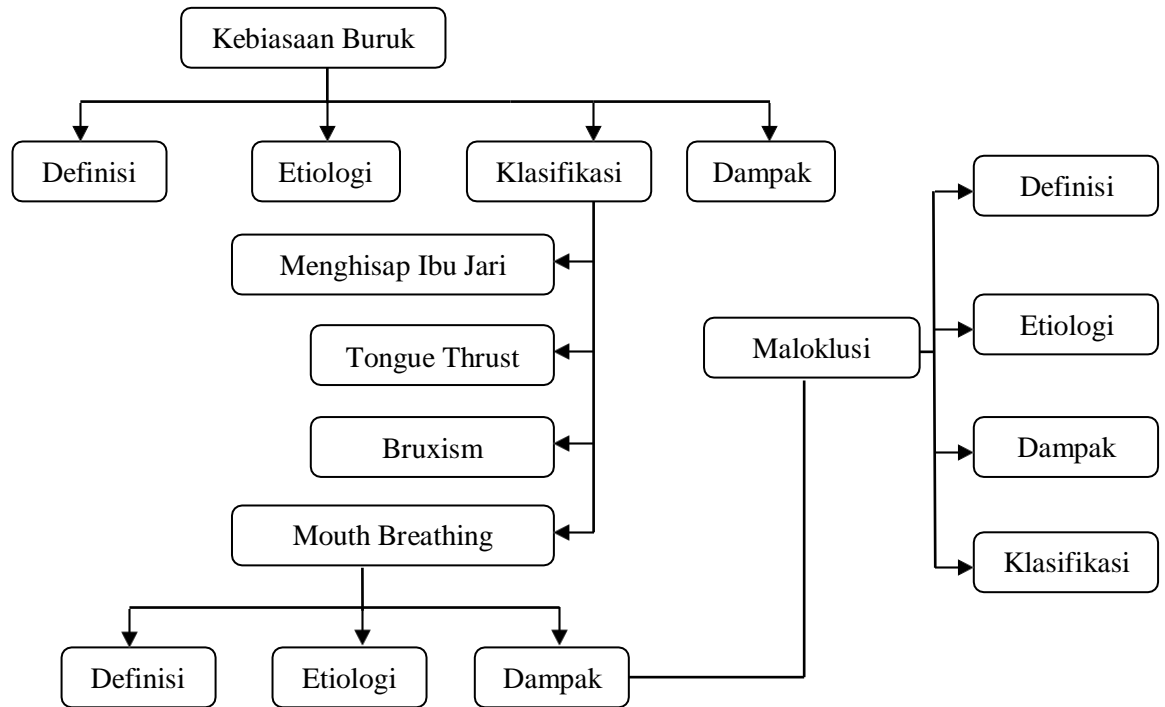 Kebiasaan Buruk
Definisi
Etiologi
Klasifikasi
Dampak
Menghisap Ibu Jari
Tongue Thrust
Bruxism
Mouth Breathing
Definisi
Etiologi
Dampak
Maloklusi
Definisi
Etiologi
Dampak
Klasifikasi